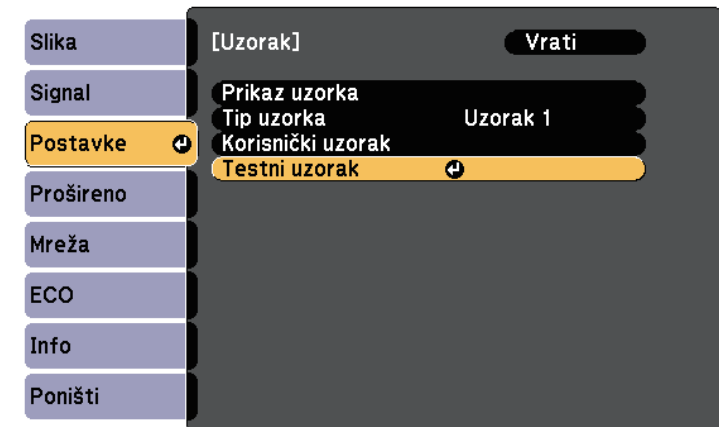 Slika
Signal
Postavke
Prošireno
Mreža
ECO
Info
Poništi
[Uzorak] Vrati
Prikaz uzorka
Tip uzorka Uzorak 1
Korisnički uzorak
Testni uzorak